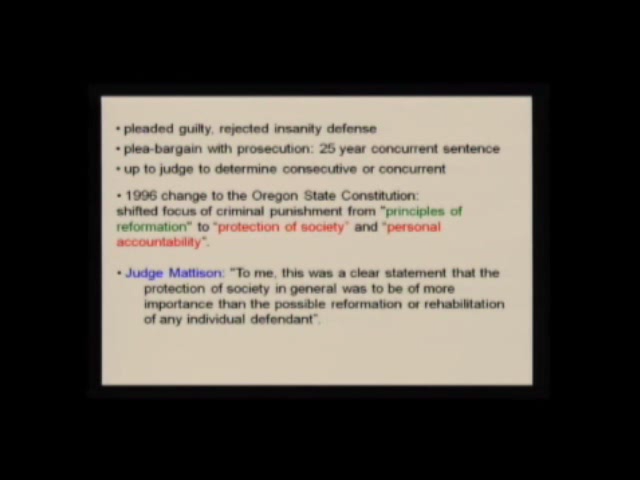 • pleaded guilty, rejected insanity defense
• plea-bargain with prosecution: 25 year concurrent sentence
• up to judge to determine consecutive or concurrent
• 1996 change to the Oregon State Constitution:
shifted focus of criminal punishment from "principles of
reformation" to "protection of society" and "personal
accountability".
• Judge Mattison: "To me, this was a clear statement that the
protection of society in general was to be of more
importance than the possible reformation or rehabilitation
of any individual defendant".